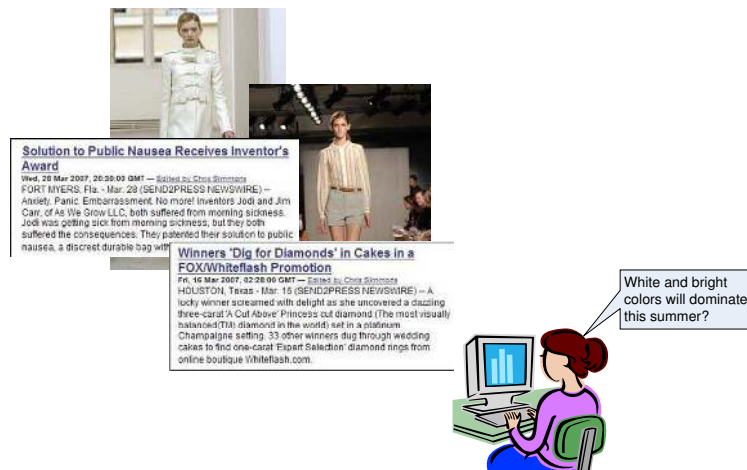 Solution to Public Nausea Receives Inventor's
Award
Wed, 28 Mar 2007, 20:30:00 GMT — Edited by Chris Simmons
FORT MYERS, Fla. - Mar. 28 (SEND2PRESS NEWSWIRE) --
Anxiety. Panic. Embarrassment. No more! Inventors Jodi and Jim
Carr, of As We Grow LLC, both suffered from morning sickness.
Jodi was getting sick from morning sickness, but they both
suffered the consequences. They patented their solution to public
nausea, a discreet durable bag with
Winners 'Dig for Diamonds' in Cakes in a
FOX/Whiteflash Promotion
Fri, 16 Mar 2007, 02:28:00 GMT — Edited by Chris Simmons
HOUSTON, Texas - Mar. 15 (SEND2PRESS NEWSWIRE) -- A
lucky winner screamed with delight as she uncovered a dazzling
three-carat 'A Cut Above' Princess cut diamond (The most visually
balanced(TM) diamond in the world) set in a platinum
Champaigne setting. 33 other winners dug through wedding
cakes to find one-carat 'Expert Selection' diamond rings from
online boutique Whiteflash.com.
White and bright
colors will dominate
this summer?